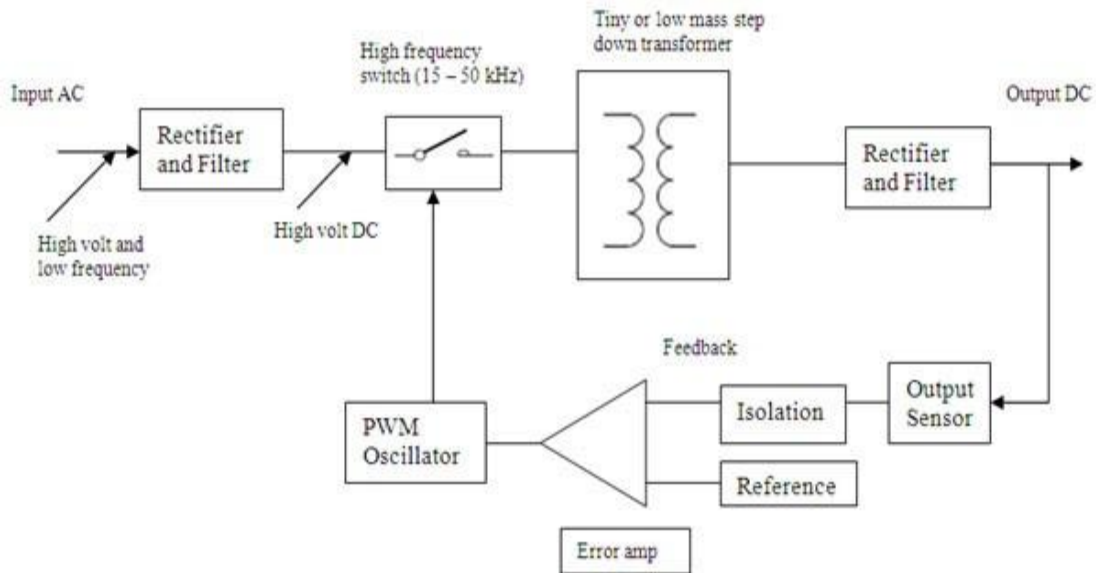 Tiny or low mass step
down transformer
High frequency
switch (15 – 50 kHz)
Input AC
Output DC
Rectifier
and Filter
Rectifier
and Filter
High volt and
low frequency
High volt DC
Feedback
PWM
Oscillator
Isolation
Output
Sensor
Reference
Error amp